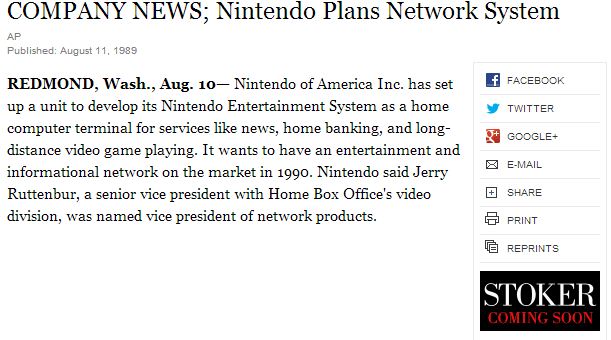 COMPANY NEWS; Nintendo Plans Network System
AP
Published: August 11, 1989
REDMOND, Wash., Aug. 10— Nintendo of America Inc. has set
up a unit to develop its Nintendo Entertainment System as a home
computer terminal for services like news, home banking, and long-
distance video game playing. It wants to have an entertainment and
informational network on the market in 1990. Nintendo said Jerry
Ruttenbur, a senior vice president with Home Box Office's video
division, was named vice president of network products.
FACEBOOK
TWITTER
GOOGLE+
E-MAIL
SHARE
PRINT
REPRINTS
STOKER
COMING SOON